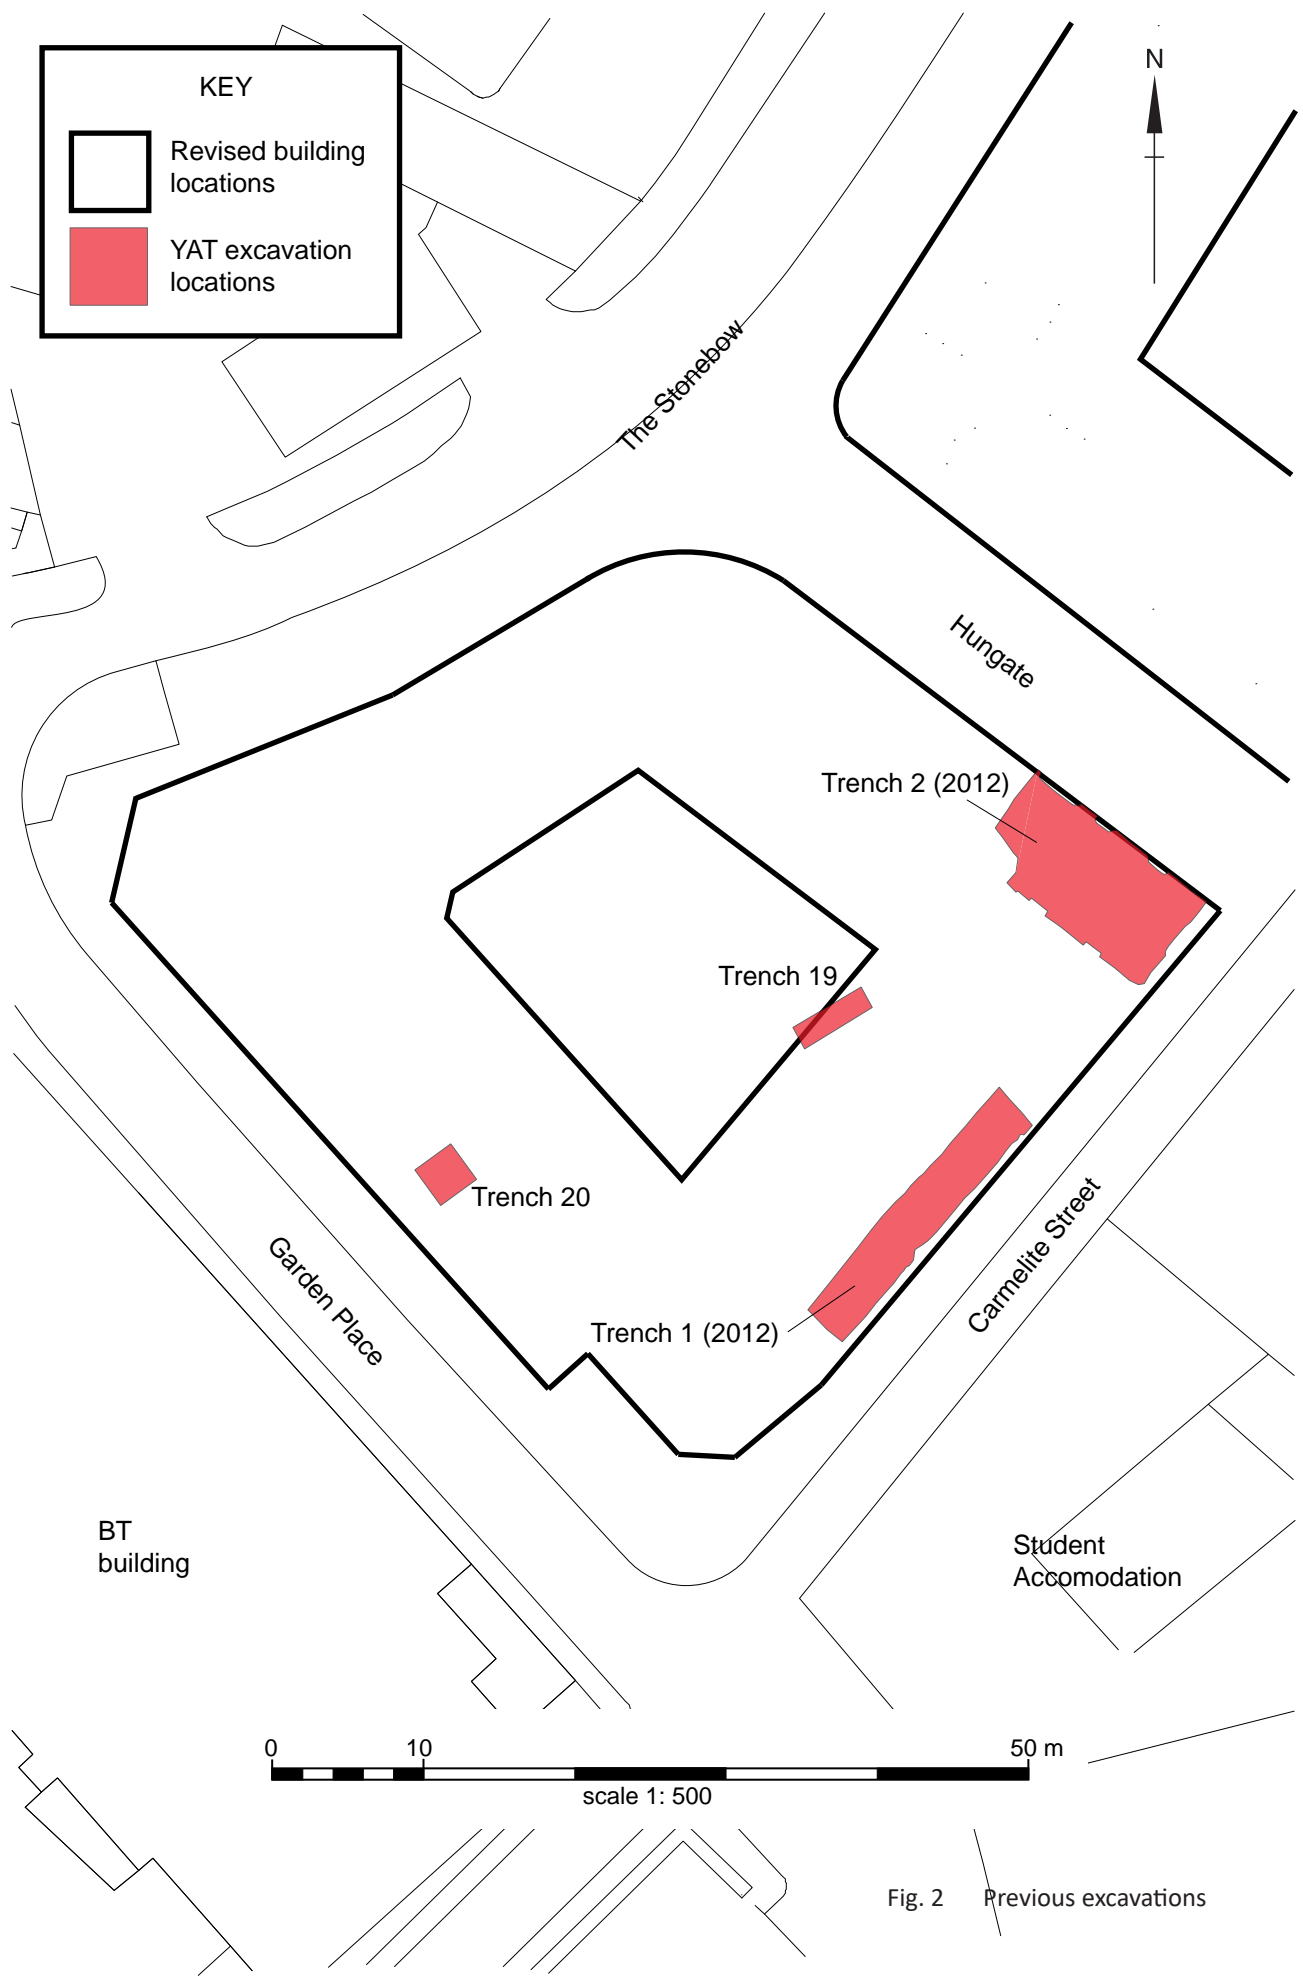 KEY
Revised building
locations
YAT excavation
locations
N
The Stonebow
Hungate
Trench 2 (2012)
Trench 19
Trench 20
Garden Place
Trench 1 (2012)
Carmelite Street
BT
building
Student
Accomodation
0 10 50 m
scale 1: 500
Fig. 2 Previous excavations